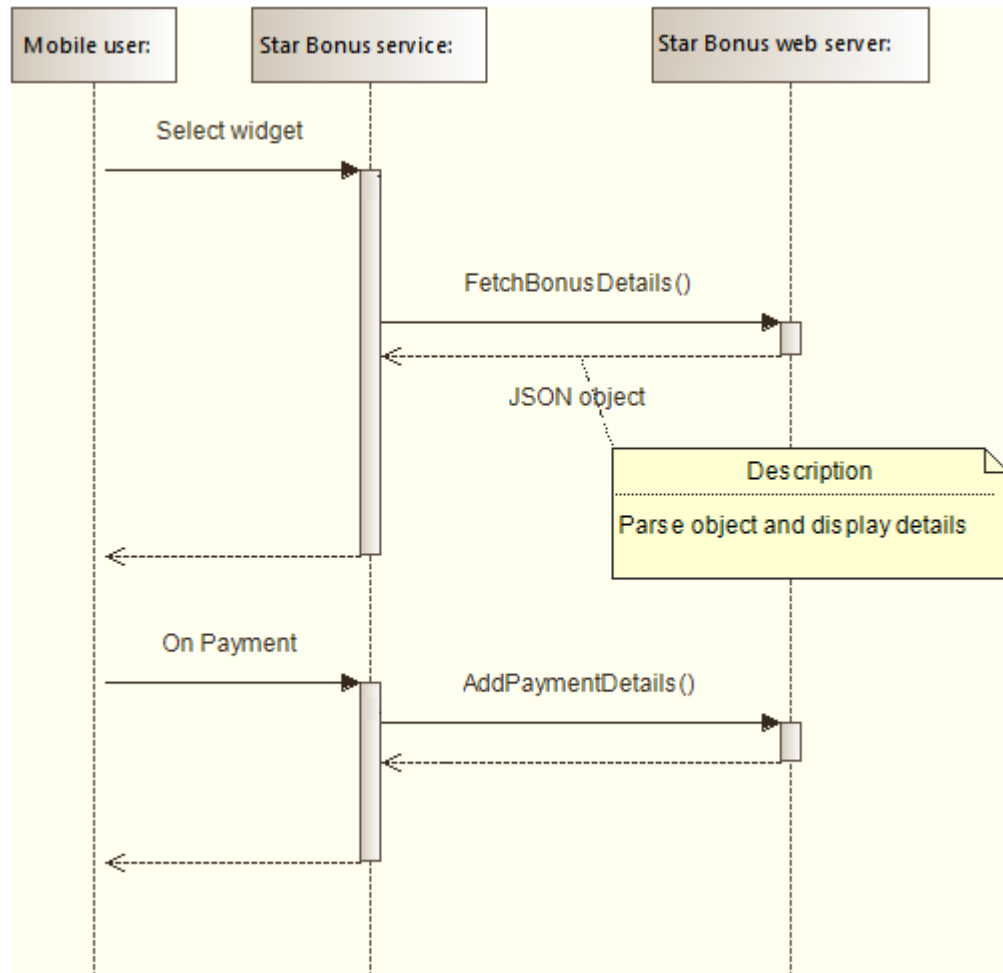 Mobile user:
Star Bonus service:
Star Bonus web server:
Select widget
FetchBonusDetails()
JSON object
Description
Parse object and display details
On Payment
AddPaymentDetails()